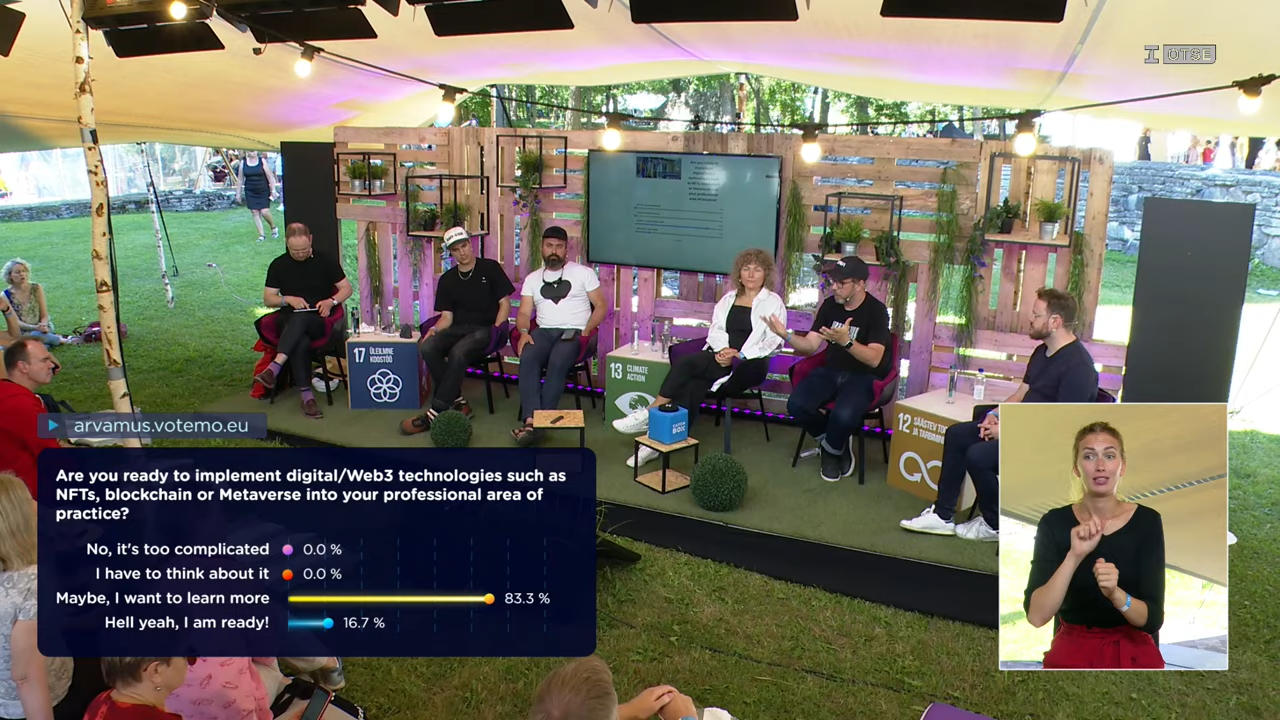 OTSE
17 ÜLEILMNE
KOOSTÖÖ
13 CLIMATE
ACTION
CATCH
BOX
arvamus.votemo.eu
Are you ready to implement digital/Web3 technologies such as
NFTs, blockchain or Metaverse into your professional area of
practice?
No, it's too complicated 0.0 %
I have to think about it 0.0 %
Maybe, I want to learn more 83.3 %
Hell yeah, I am ready! 16.7 %
12 SÄÄSTEV
JA TARBIMINE